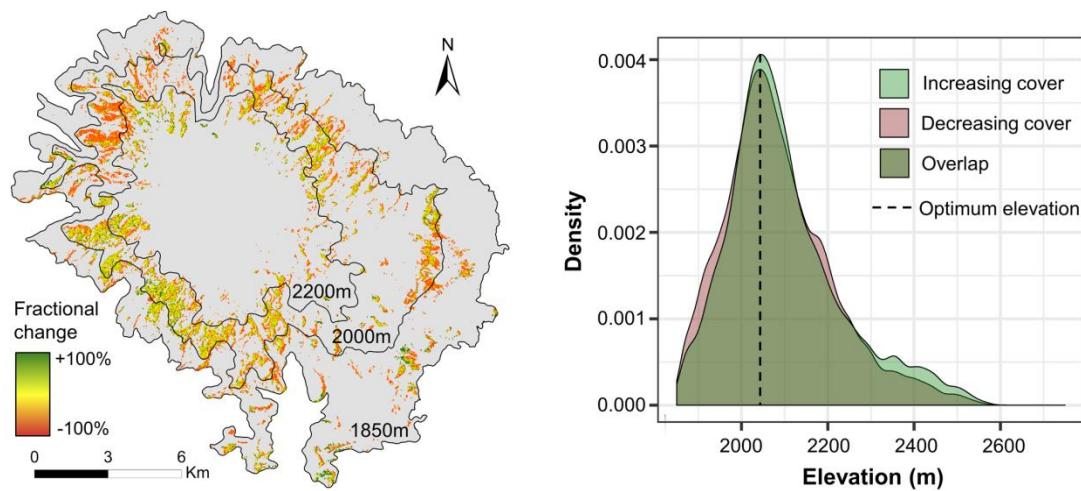 N
2200m
2000m
1850m
Fractional
change
+100%
-100%
0 3 6
Km
0.004
0.003
0.002
0.001
0.000
Density
Increasing cover
Decreasing cover
Overlap
Optimum elevation
2000 2200 2400 2600
Elevation (m)